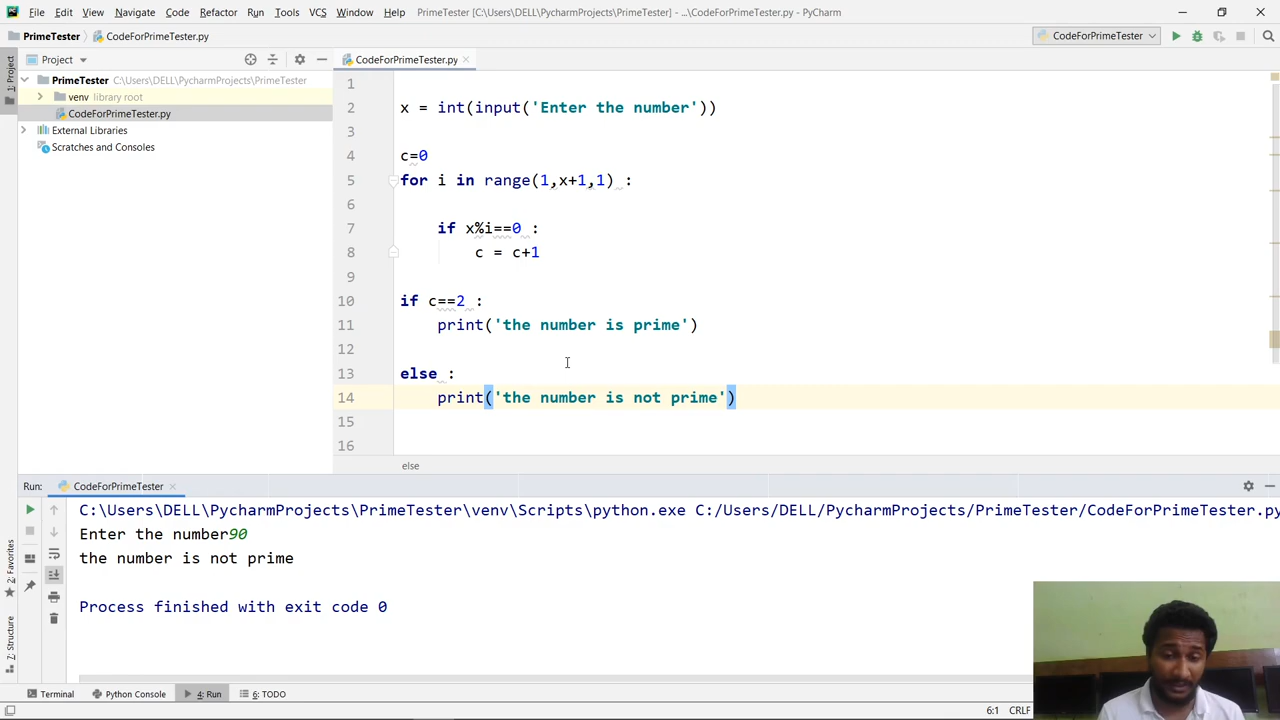 File Edit View Navigate Code Refactor Run Tools VCS Window Help PrimeTester [C:\Users\DELL\PycharmProjects\PrimeTester] - ...\CodeForPrimeTester.py - PyCharm
PrimeTester CodeForPrimeTester.py CodeForPrimeTester
1: Project
Project CodeForPrimeTester.py
PrimeTester C:\Users\DELL\PycharmProjects\PrimeTester
venv library root
CodeForPrimeTester.py
External Libraries
Scratches and Consoles
1
2 x = int(input('Enter the number'))
3
4 c=0
5 for i in range(1,x+1,1) :
6
7 if x%i==0 :
8 c = c+1
9
10 if c==2 :
11 print('the number is prime')
12
13 else :
14 print('the number is not prime')
15
16
else
Run: CodeForPrimeTester
C:\Users\DELL\PycharmProjects\PrimeTester\venv\Scripts\python.exe C:/Users/DELL/PycharmProjects/PrimeTester/CodeForPrimeTester.py
Enter the number90
the number is not prime
Process finished with exit code 0
2: Favorites
7: Structure
Terminal Python Console 4: Run 6: TODO
6:1 CRLF